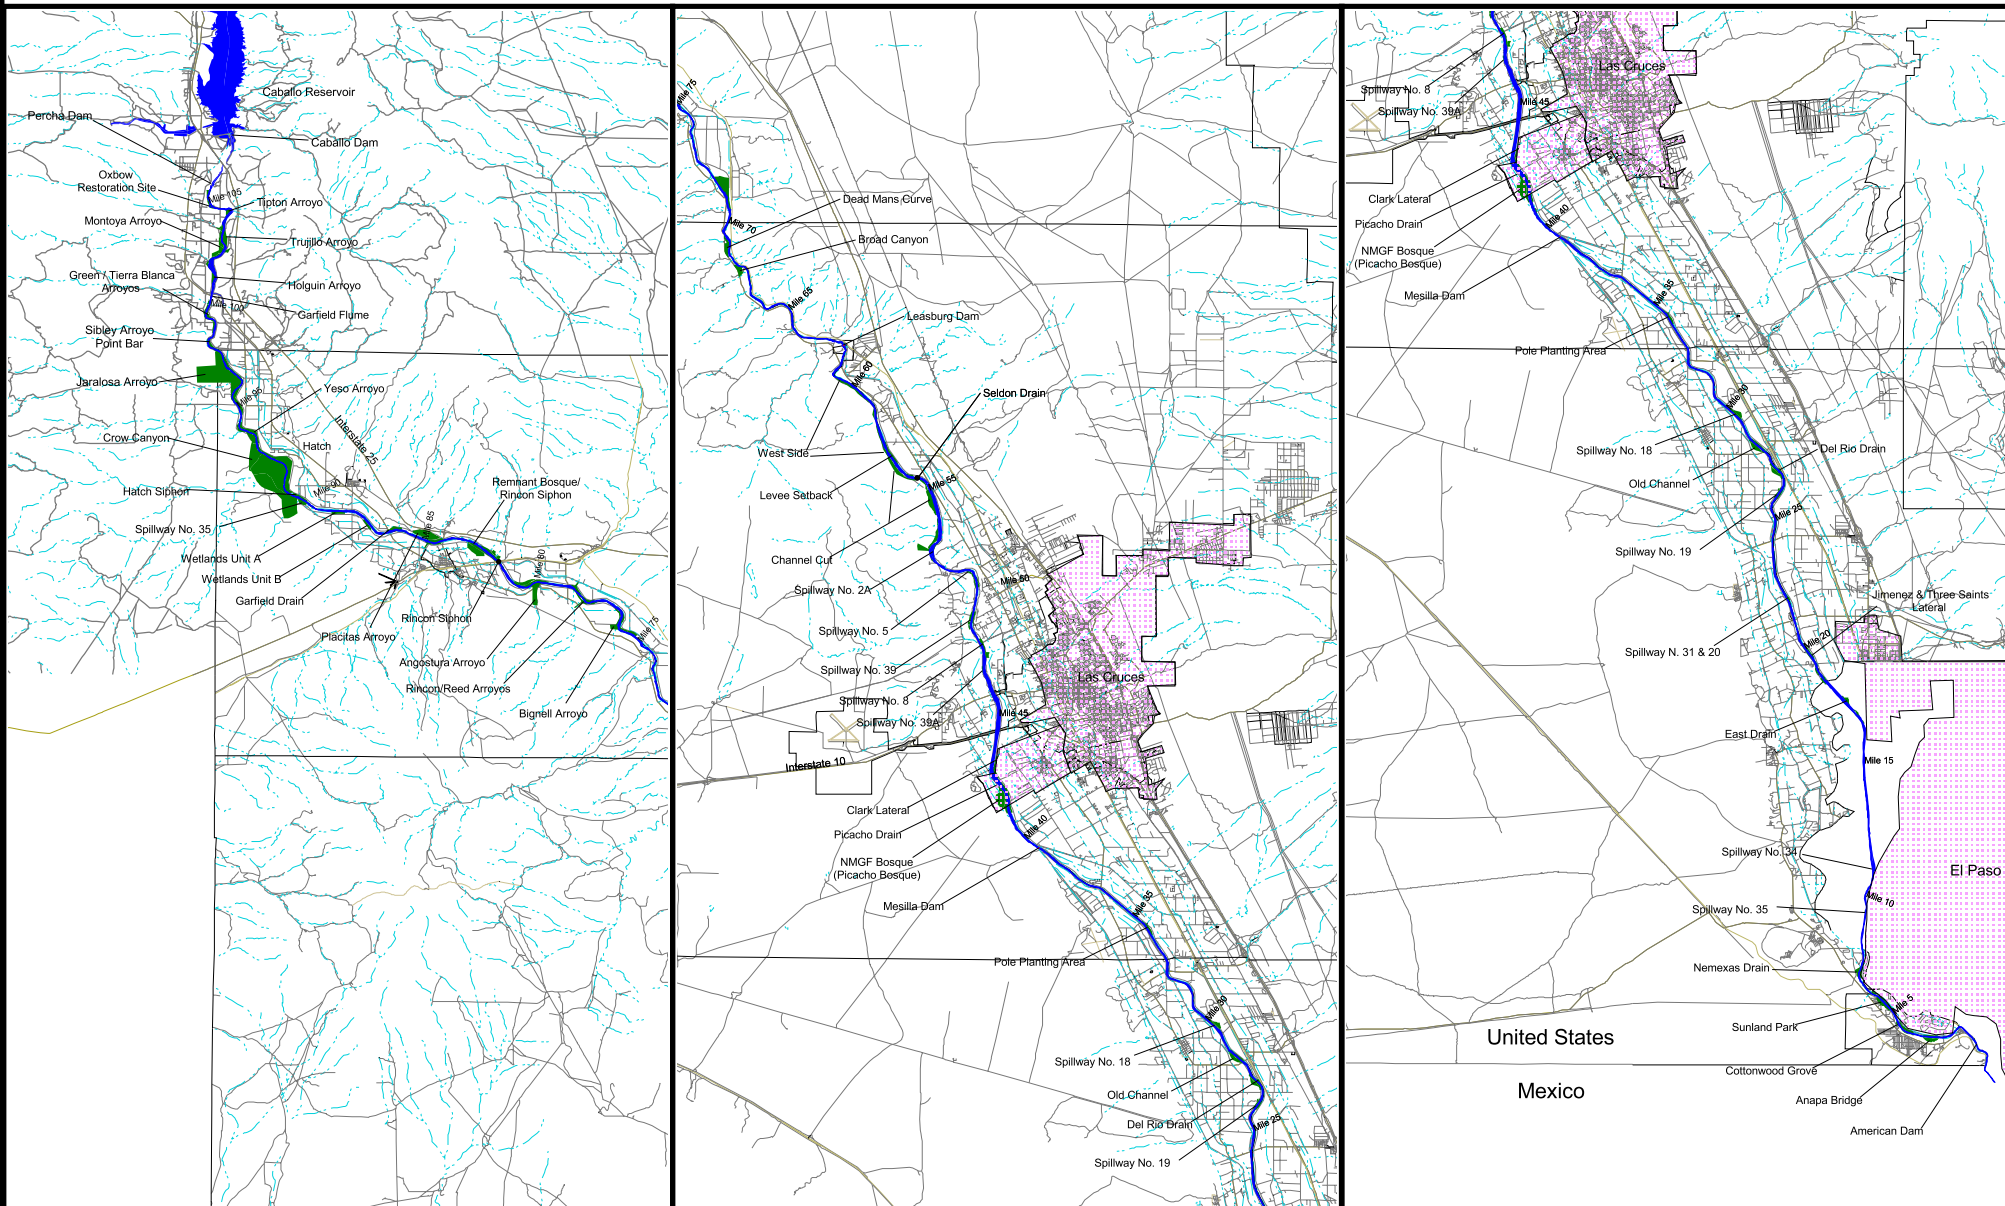 Caballo Reservoir
Percha Dam
Caballo Dam
Oxbow
Restoration Site
Mile 105
Tipton Arroyo
Montoya Arroyo
Trujillo Arroyo
Green / Tierra Blanca
Arroyos
Holguin Arroyo
Mile 100
Garfield Flume
Sibley Arroyo
Point Bar
Jaralosa Arroyo
Yeso Arroyo
Mile 95
Interstate 25
Crow Canyon
Hatch
Hatch Siphon
Mile 90
Remnant Bosque/
Rincon Siphon
Spillway No. 35
Mile 85
Wetlands Unit A
Mile 80
Wetlands Unit B
Garfield Drain
Rincon Siphon
Placitas Arroyo
Mile 75
Angostura Arroyo
Rincon/Reed Arroyos
Bignell Arroyo
Mile 75
Dead Mans Curve
Mile 70
Broad Canyon
Mile 65
Leasburg Dam
Mile 60
Seldon Drain
West Side
Mile 55
Levee Setback
Channel Cut
Mile 50
Spillway No. 2A
Spillway No. 5
Spillway No. 39
Las Cruces
Spillway No. 8
Mile 45
Spillway No. 39A
Interstate 10
Clark Lateral
Picacho Drain
Mile 40
NMGF Bosque
(Picacho Bosque)
Mesilla Dam
Mile 35
Pole Planting Area
Mile 30
Spillway No. 18
Old Channel
Del Rio Drain
Mile 25
Spillway No. 19
Las Cruces
Spillway No. 8
Mile 45
Spillway No. 39A
Clark Lateral
Picacho Drain
Mile 40
NMGF Bosque
(Picacho Bosque)
Mesilla Dam
Mile 35
Pole Planting Area
Mile 30
Spillway No. 18
Del Rio Drain
Old Channel
Mile 25
Spillway No. 19
Jimenez & Three Saints
Lateral
Mile 20
Spillway N. 31 & 20
East Drain
Mile 15
Spillway No. 34
El Paso
Mile 10
Spillway No. 35
Nemexas Drain
Mile 5
Sunland Park
United States
Cottonwood Grove
Mexico
Anapa Bridge
American Dam